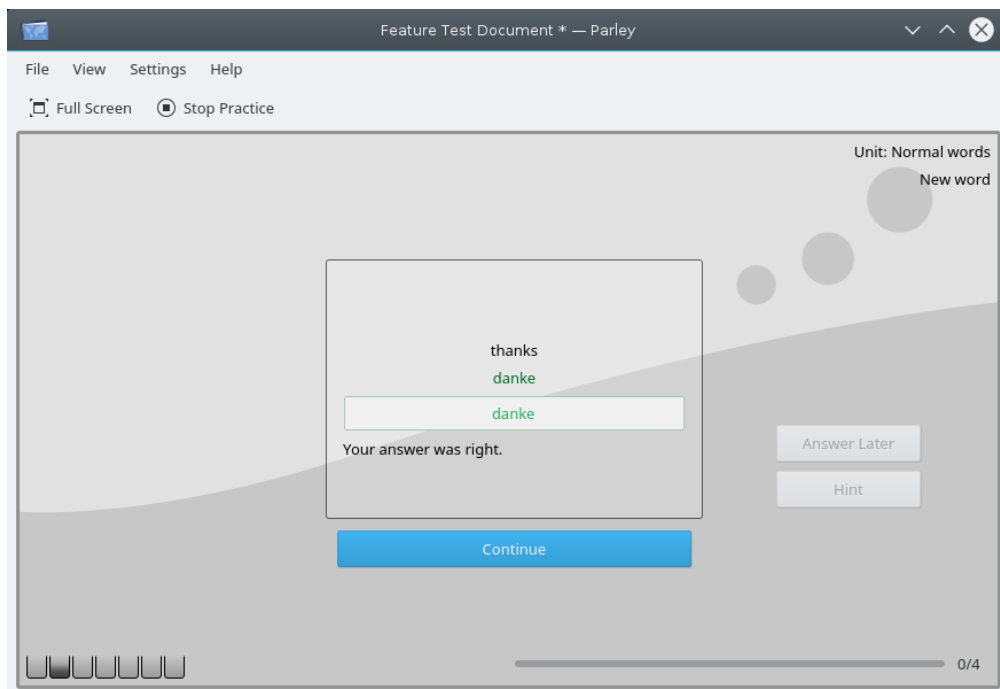 Feature Test Document * — Parley
File View Settings Help
Full Screen Stop Practice
Unit: Normal words
New word
thanks
danke
danke
Your answer was right.
Answer Later
Hint
Continue
0/4